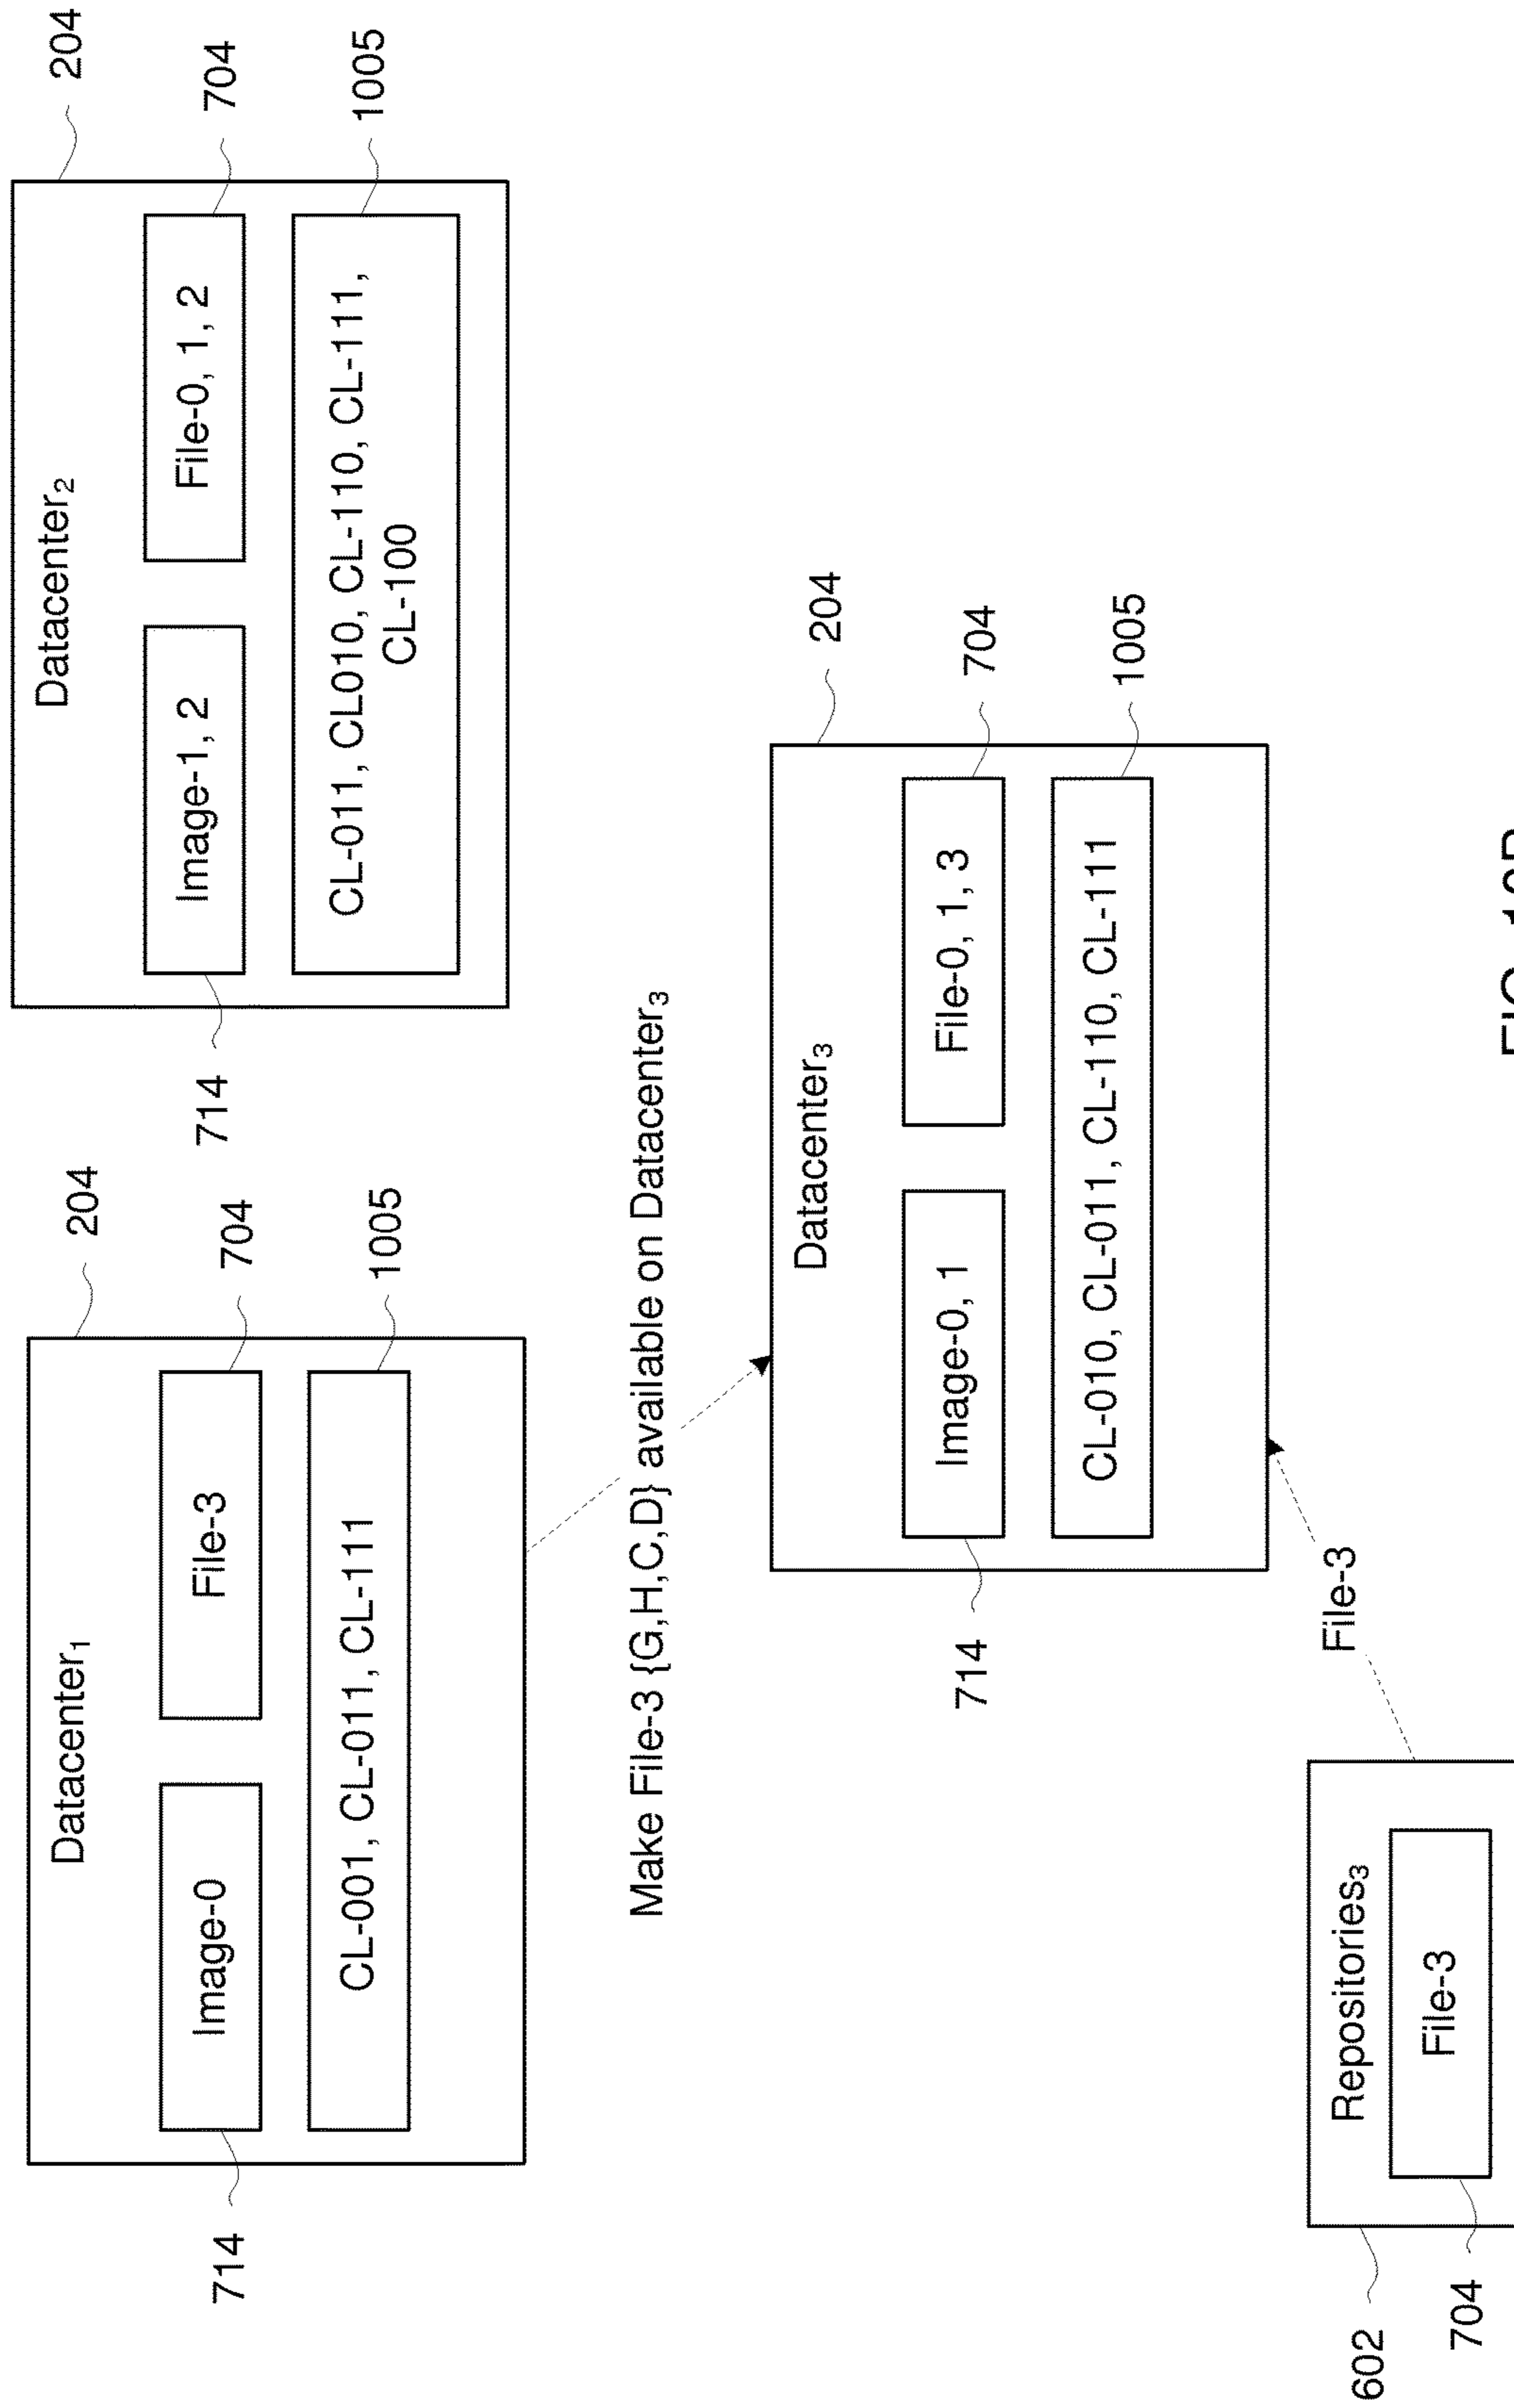 Datacenter₁
204
Image-0
File-3
704
714
CL-001, CL-011, CL-111
1005
Datacenter₂
204
Image-1, 2
File-0, 1, 2
704
714
CL-011, CL010, CL-110, CL-111,
CL-100
1005
Make File-3 {G,H,C,D} available on Datacenter₃
Datacenter₃
204
Image-0, 1
File-0, 1, 3
704
714
CL-010, CL-011, CL-110, CL-111
1005
File-3
Repositories₃
602
File-3
704
FIG.